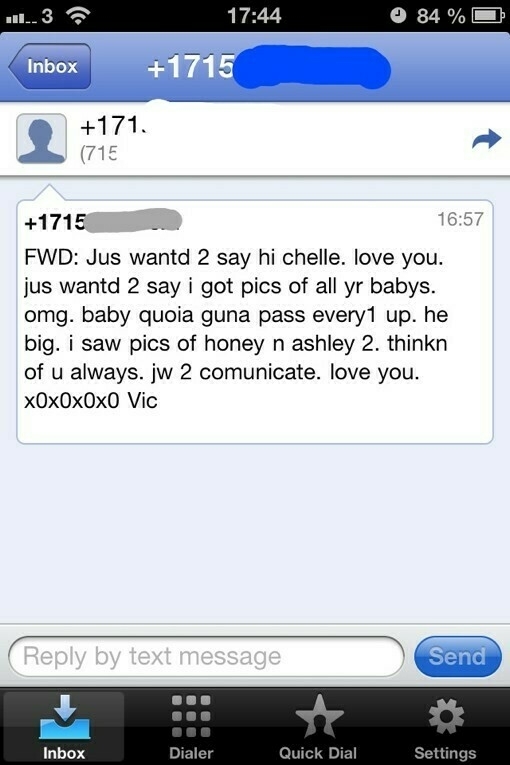 3 17:44 84 %
Inbox +1715
+171.
(715
+1715 16:57
FWD: Jus wantd 2 say hi chelle. love you.
jus wantd 2 say i got pics of all yr babys.
omg. baby quoia guna pass every1 up. he
big. i saw pics of honey n ashley 2. thinkn
of u always. jw 2 comunicate. love you.
x0x0x0x0 Vic
Reply by text message Send
Inbox Dialer Quick Dial Settings